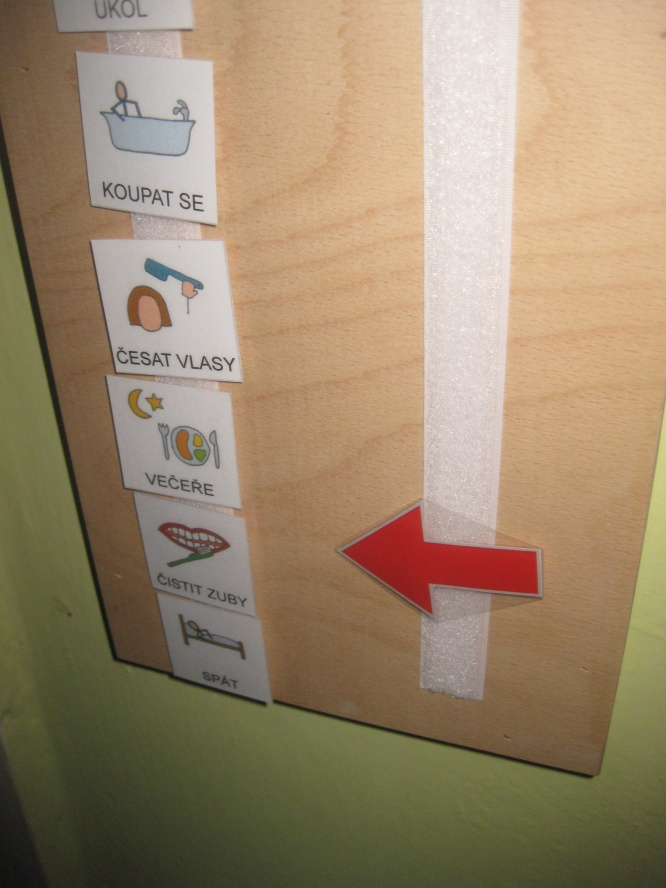 ÚKOL
KOUPAT SE
ČESAT VLASY
VEČEŘE
ČISTIT ZUBY
SPÁT